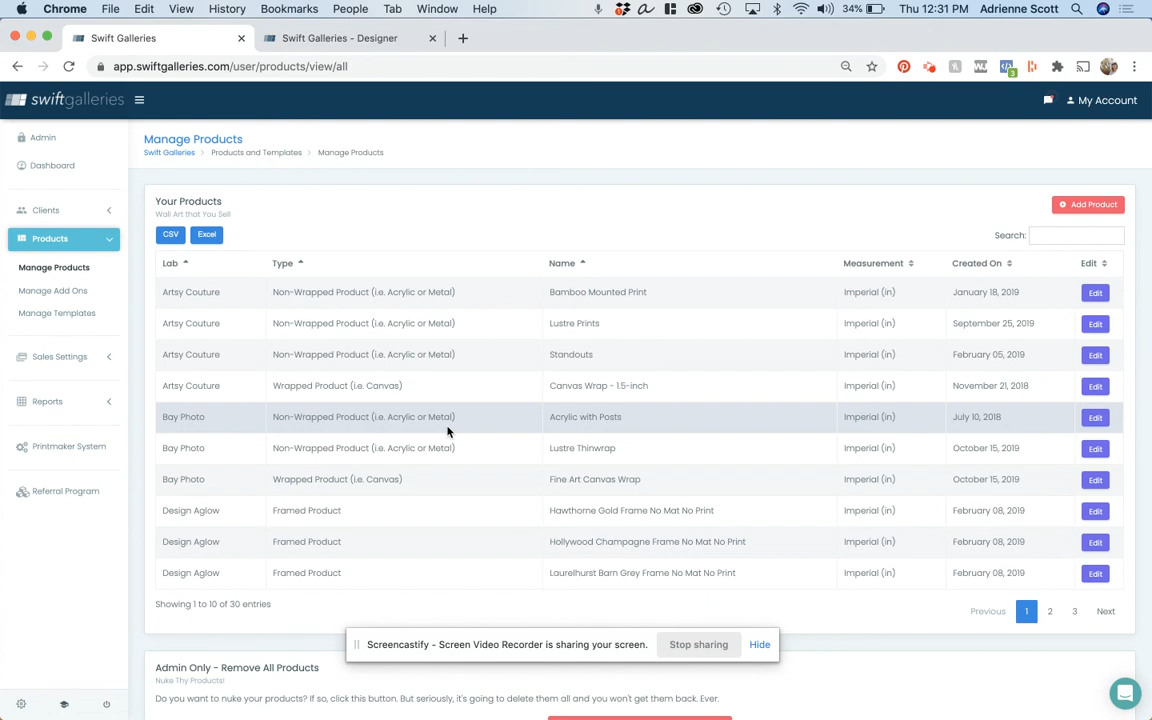 Chrome File Edit View History Bookmarks People Tab Window Help 34% Thu 12:31 PM Adrienne Scott
Swift Galleries Swift Galleries - Designer
app.swiftgalleries.com/user/products/view/all
3
swiftgalleries My Account
Admin
Dashboard
Clients
Products
Manage Products
Manage Add Ons
Manage Templates
Sales Settings
Reports
Printmaker System
Referral Program
Manage Products
Swift Galleries > Products and Templates > Manage Products
Your Products
Wall Art that You Sell
Add Product
CSV Excel
Search:
Lab Type Name Measurement Created On Edit
Artsy Couture Non-Wrapped Product (i.e. Acrylic or Metal) Bamboo Mounted Print Imperial (in) January 18, 2019 Edit
Artsy Couture Non-Wrapped Product (i.e. Acrylic or Metal) Lustre Prints Imperial (in) September 25, 2019 Edit
Artsy Couture Non-Wrapped Product (i.e. Acrylic or Metal) Standouts Imperial (in) February 05, 2019 Edit
Artsy Couture Wrapped Product (i.e. Canvas) Canvas Wrap - 1.5-inch Imperial (in) November 21, 2018 Edit
Bay Photo Non-Wrapped Product (i.e. Acrylic or Metal) Acrylic with Posts Imperial (in) July 10, 2018 Edit
Bay Photo Non-Wrapped Product (i.e. Acrylic or Metal) Lustre Thinwrap Imperial (in) October 15, 2019 Edit
Bay Photo Wrapped Product (i.e. Canvas) Fine Art Canvas Wrap Imperial (in) October 15, 2019 Edit
Design Aglow Framed Product Hawthorne Gold Frame No Mat No Print Imperial (in) February 08, 2019 Edit
Design Aglow Framed Product Hollywood Champagne Frame No Mat No Print Imperial (in) February 08, 2019 Edit
Design Aglow Framed Product Laurelhurst Barn Grey Frame No Mat No Print Imperial (in) February 08, 2019 Edit
Showing 1 to 10 of 30 entries
Previous 1 2 3 Next
Screencastify - Screen Video Recorder is sharing your screen. Stop sharing Hide
Admin Only - Remove All Products
Nuke Thy Products!
Do you want to nuke your products? If so, click this button. But seriously, it's going to delete them all and you won't get them back. Ever.